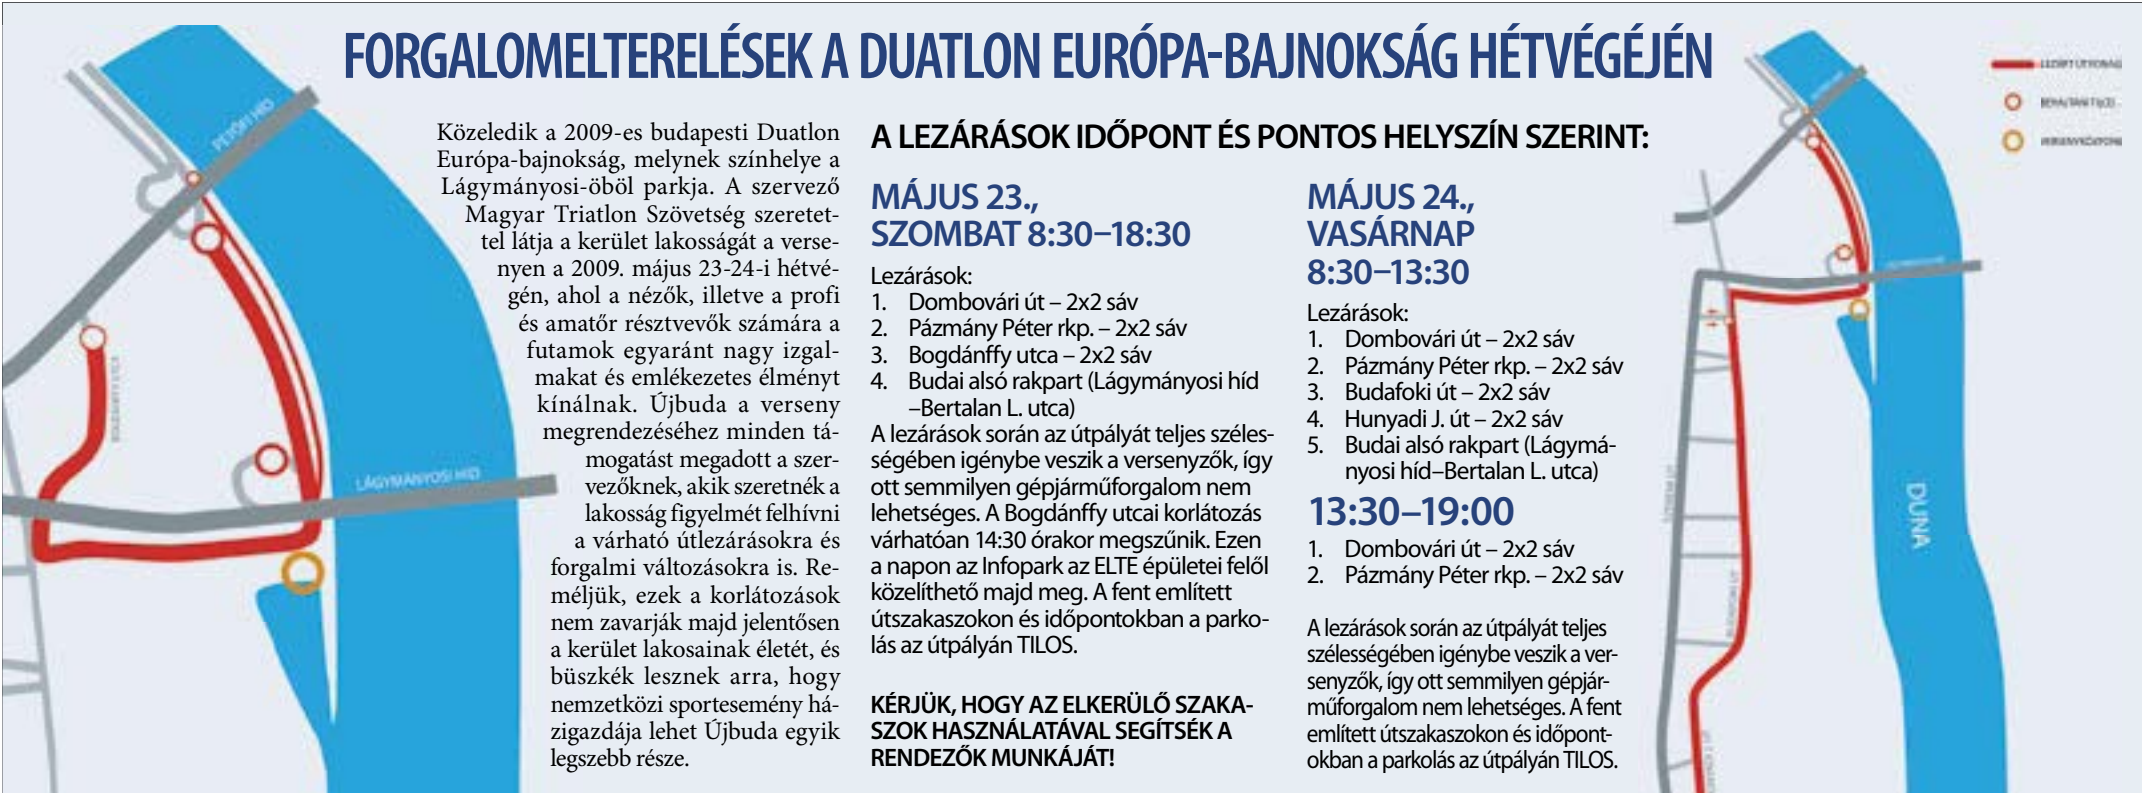 FORGALOMELTERELÉSEK A DUATLON EURÓPA-BAJNOKSÁG HÉTVÉGÉJÉN
Közeledik a 2009-es budapesti Duatlon
Európa-bajnokság, melynek színhelye a
Lágymányosi-öböl parkja. A szervező
Magyar Triatlon Szövetség szeretet-
tel látja a kerület lakosságát a verse-
nyen a 2009. május 23-24-i hétvé-
gén, ahol a nézők, illetve a profi
és amatőr résztvevők számára a
futamok egyaránt nagy izgal-
makat és emlékezetes élményt
kínálnak. Újbuda a verseny
megrendezéséhez minden tá-
mogatást megadott a szer-
vezőknek, akik szeretnék a
lakosság figyelmét felhívni
a várható útlezárásokra és
forgalmi változásokra is. Re-
méljük, ezek a korlátozások
nem zavarják majd jelentősen
a kerület lakosainak életét, és
büszkék lesznek arra, hogy
nemzetközi sportesemény há-
zigazdája lehet Újbuda egyik
legszebb része.
A LEZÁRÁSOK IDŐPONT ÉS PONTOS HELYSZÍN SZERINT:
MÁJUS 23.,
SZOMBAT 8:30–18:30
Lezárások:
1. Dombovári út – 2x2 sáv
2. Pázmány Péter rkp. – 2x2 sáv
3. Bogdánffy utca – 2x2 sáv
4. Budai alsó rakpart (Lágymányosi híd
–Bertalan L. utca)
A lezárások során az útpályát teljes széles-
ségében igénybe veszik a versenyzők, így
ott semmilyen gépjárműforgalom nem
lehetséges. A Bogdánffy utcai korlátozás
várhatóan 14:30 órakor megszűnik. Ezen
a napon az Infopark az ELTE épületei felől
közelíthető majd meg. A fent említett
útszakaszokon és időpontokban a parko-
lás az útpályán TILOS.
KÉRJÜK, HOGY AZ ELKERÜLŐ SZAKA-
SZOK HASZNÁLATÁVAL SEGÍTSÉK A
RENDEZŐK MUNKÁJÁT!
MÁJUS 24.,
VASÁRNAP
8:30–13:30
Lezárások:
1. Dombovári út – 2x2 sáv
2. Pázmány Péter rkp. – 2x2 sáv
3. Budafoki út – 2x2 sáv
4. Hunyadi J. út – 2x2 sáv
5. Budai alsó rakpart (Lágymá-
nyosi híd–Bertalan L. utca)
13:30–19:00
1. Dombovári út – 2x2 sáv
2. Pázmány Péter rkp. – 2x2 sáv
A lezárások során az útpályát teljes
szélességében igénybe veszik a ver-
senyzők, így ott semmilyen gépjár-
műforgalom nem lehetséges. A fent
említett útszakaszokon és időpont-
okban a parkolás az útpályán TILOS.
PETŐFI HÍD
LÁGYMÁNYOSI HÍD
DUNA